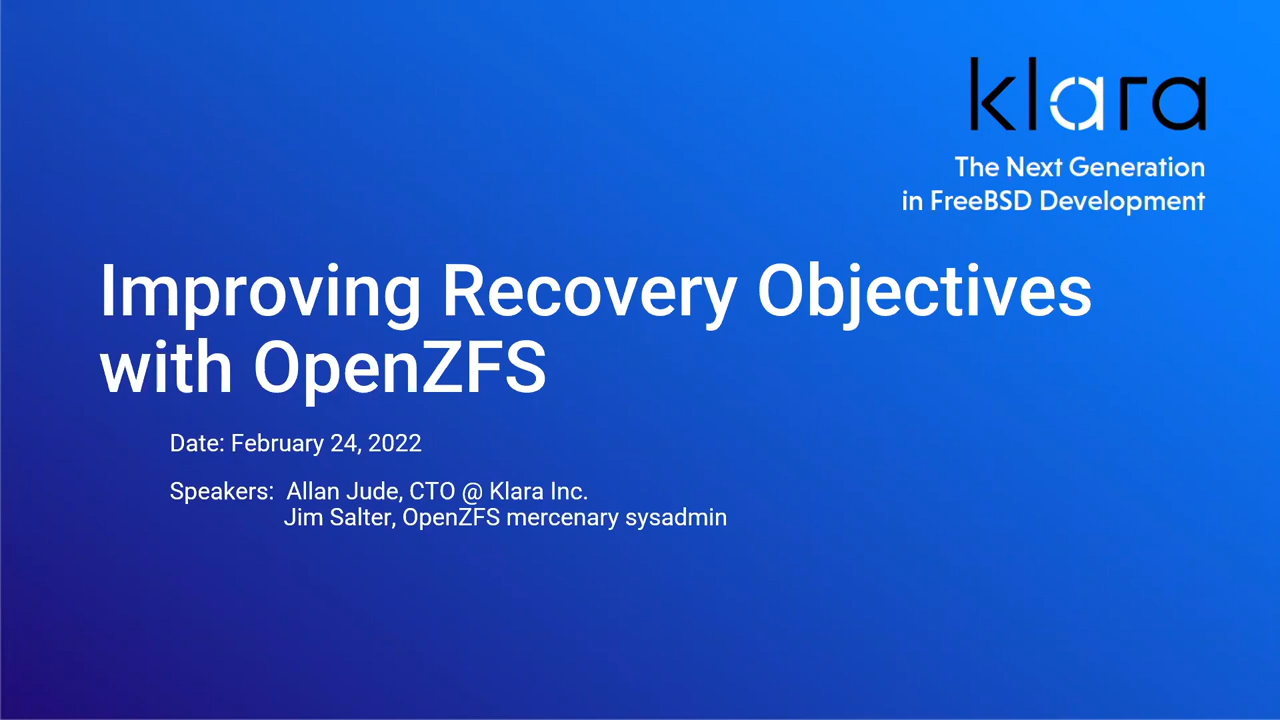 klara
The Next Generation
in FreeBSD Development
Improving Recovery Objectives
with OpenZFS
Date: February 24, 2022
Speakers: Allan Jude, CTO @ Klara Inc.
Jim Salter, OpenZFS mercenary sysadmin